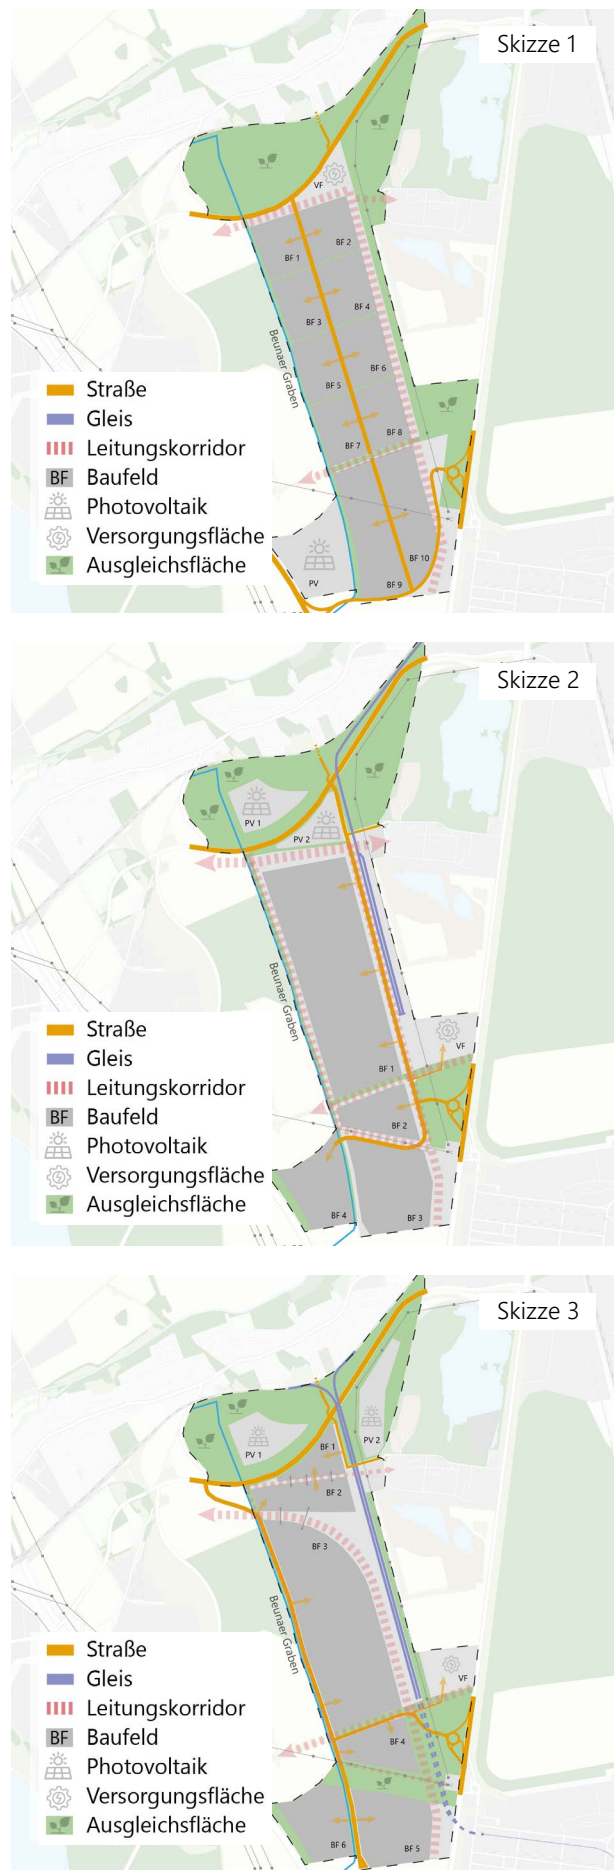 Skizze 1
VF
BF 2
BF 1
BF 4
BF 3
BF 6
BF 5
BF 8
BF 7
BF 10
BF 9
PV
Beunaer Graben
Straße
Gleis
Leitungskorridor
BF Baufeld
Photovoltaik
Versorgungsfläche
Ausgleichsfläche
Skizze 2
PV 1
PV 2
Beunaer Graben
VF
BF 1
BF 2
BF 4
BF 3
Straße
Gleis
Leitungskorridor
BF Baufeld
Photovoltaik
Versorgungsfläche
Ausgleichsfläche
Skizze 3
BF 1
PV 1
PV 2
BF 2
BF 3
Beunaer Graben
VF
BF 4
BF 6
BF 5
Straße
Gleis
Leitungskorridor
BF Baufeld
Photovoltaik
Versorgungsfläche
Ausgleichsfläche